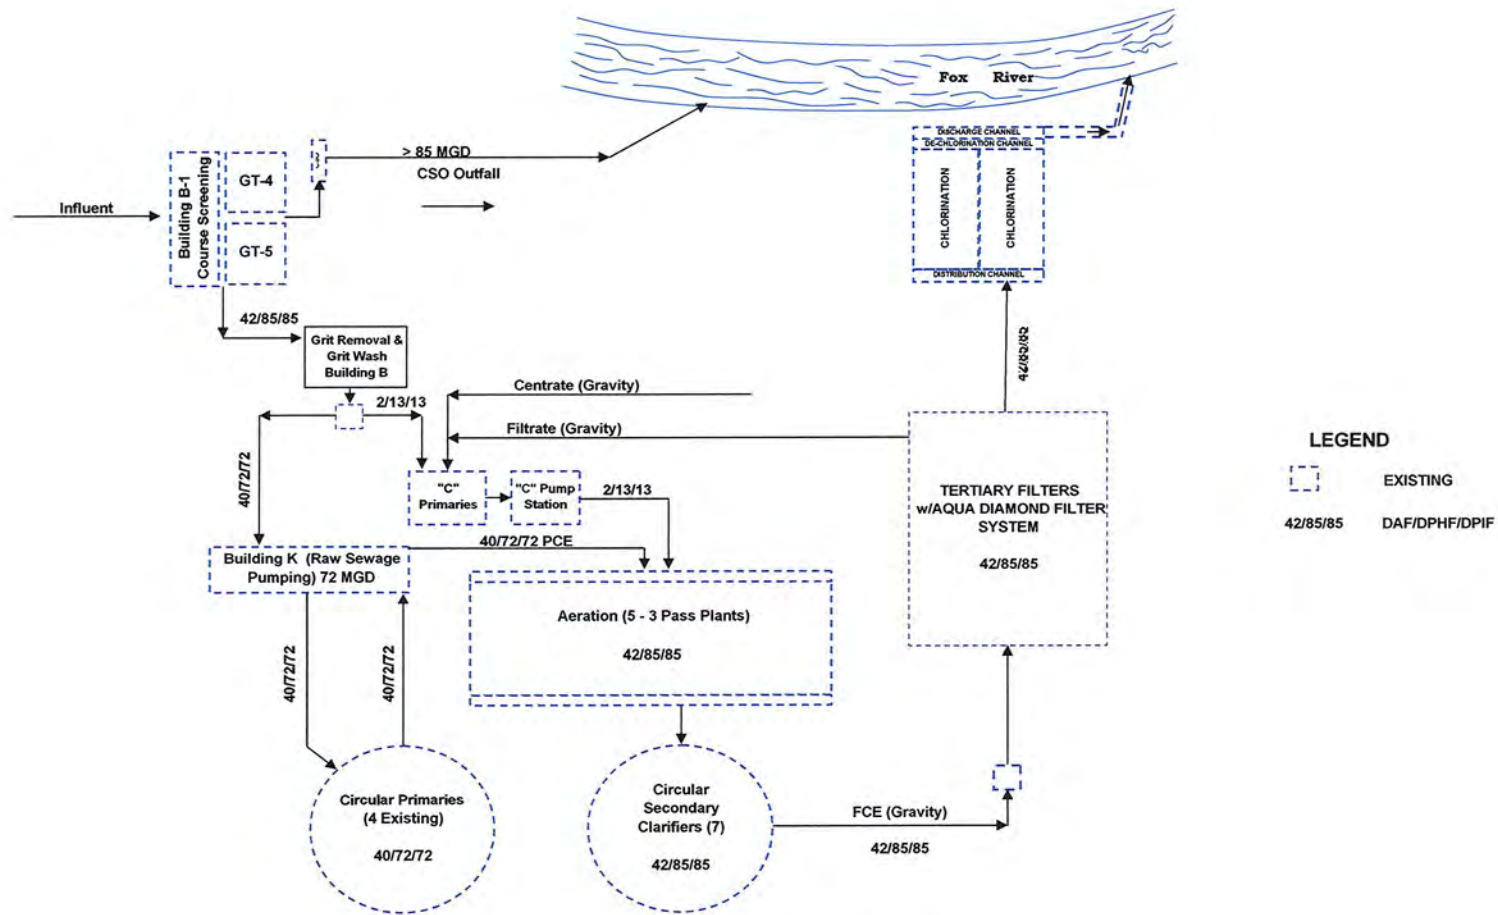 Fox River
DISCHARGE CHANNEL
DE-CHLORINATION CHANNEL
CHLORINATION
CHLORINATION
DISTRIBUTION CHANNEL
> 85 MGD
CSO Outfall
Influent
Building B-1
Course Screening
GT-4
GT-5
42/85/85
Grit Removal &
Grit Wash
Building B
2/13/13
40/72/72
Centrate (Gravity)
Filtrate (Gravity)
"C"
Primaries
"C" Pump
Station
2/13/13
42/85/85
TERTIARY FILTERS
w/AQUA DIAMOND FILTER
SYSTEM
42/85/85
LEGEND
EXISTING
42/85/85 DAF/DPHF/DPIF
Building K (Raw Sewage
Pumping) 72 MGD
40/72/72 PCE
Aeration (5 - 3 Pass Plants)
42/85/85
40/72/72
40/72/72
Circular Primaries
(4 Existing)
40/72/72
Circular
Secondary
Clarifiers (7)
42/85/85
FCE (Gravity)
42/85/85